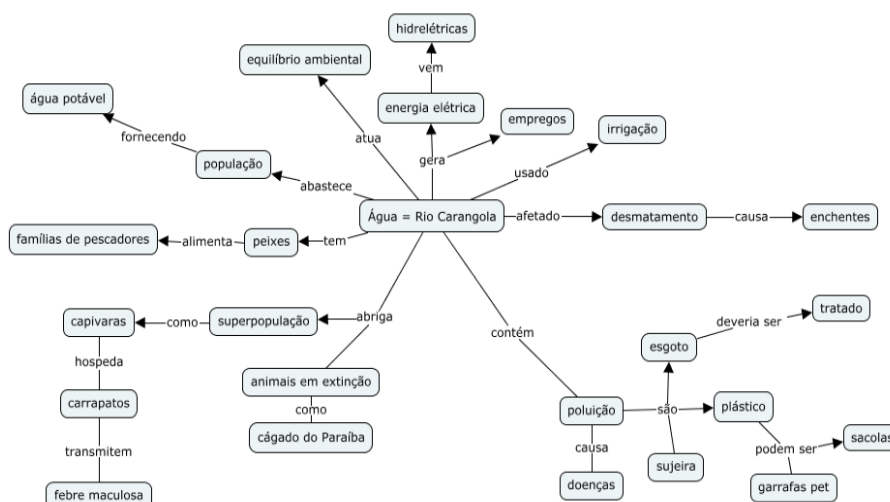 hidrelétricas
equilíbrio ambiental
vem
água potável
energia elétrica
empregos
irrigação
fornecendo
atua
gera
população
usado
abastece
Água = Rio Carangola
afetado
desmatamento
causa
enchentes
famílias de pescadores
alimenta
peixes
tem
capivaras
como
superpopulação
abriga
contém
deveria ser
tratado
esgoto
hospeda
animais em extinção
carrapatos
como
poluição
são
plástico
cágado do Paraíba
transmitem
causa
podem ser
sacolas
sujeira
febre maculosa
doenças
garrafas pet